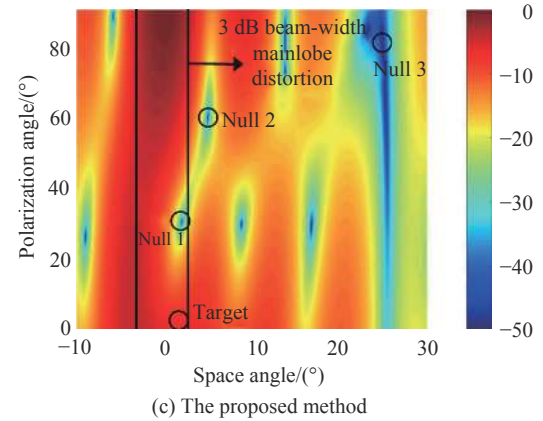 3 dB beam-width
mainlobe
distortion
Null 3
Null 2
Null 1
Target
Polarization angle/(°)
80
60
40
20
0
−10
0
10
20
30
Space angle/(°)
0
−10
−20
−30
−40
−50
(c) The proposed method